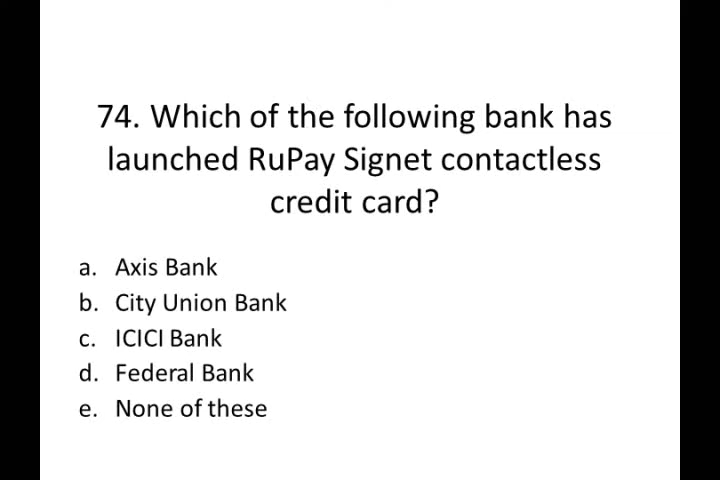 74. Which of the following bank has
launched RuPay Signet contactless
credit card?
a. Axis Bank
b. City Union Bank
c. ICICI Bank
d. Federal Bank
e. None of these